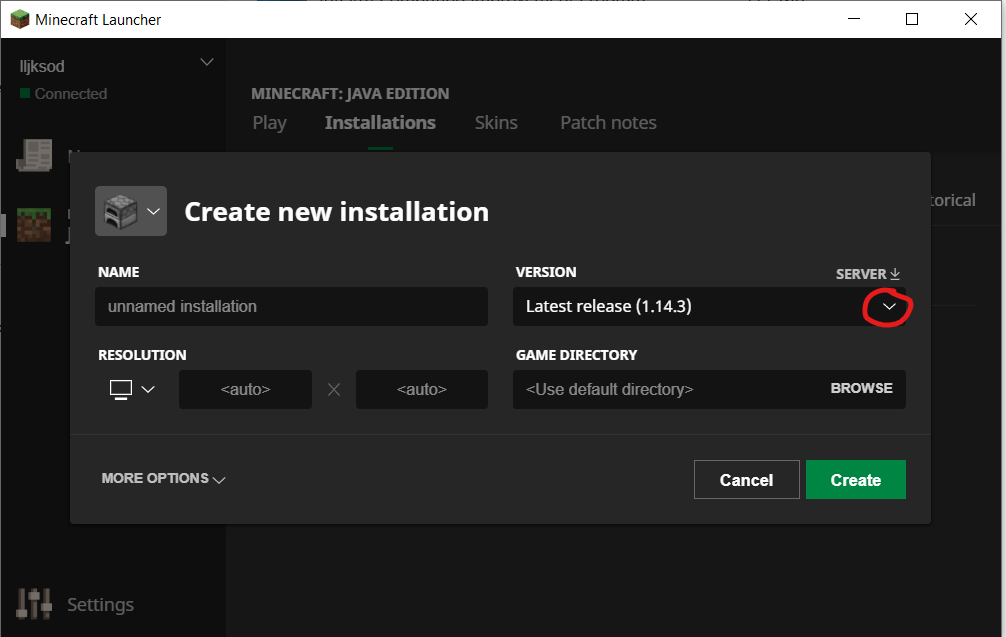 Minecraft Launcher
lljksod
Connected
MINECRAFT: JAVA EDITION
Play Installations Skins Patch notes
Create new installation
NAME
VERSION
SERVER
unnamed installation
Latest release (1.14.3)
RESOLUTION
GAME DIRECTORY
<auto> <auto>
<Use default directory>
BROWSE
MORE OPTIONS
Cancel
Create
Settings